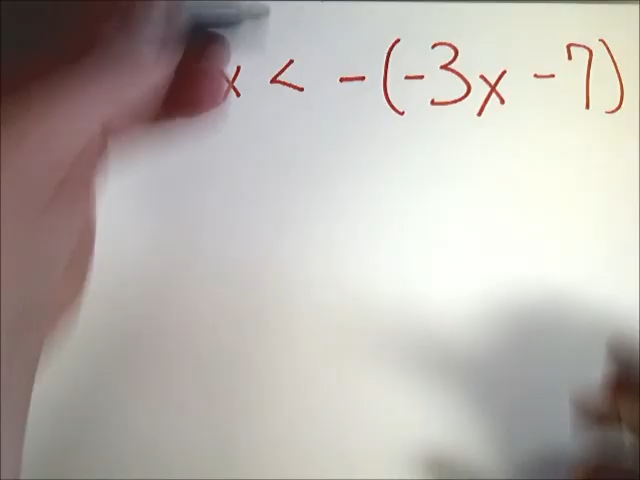 x < -(-3x - 7)